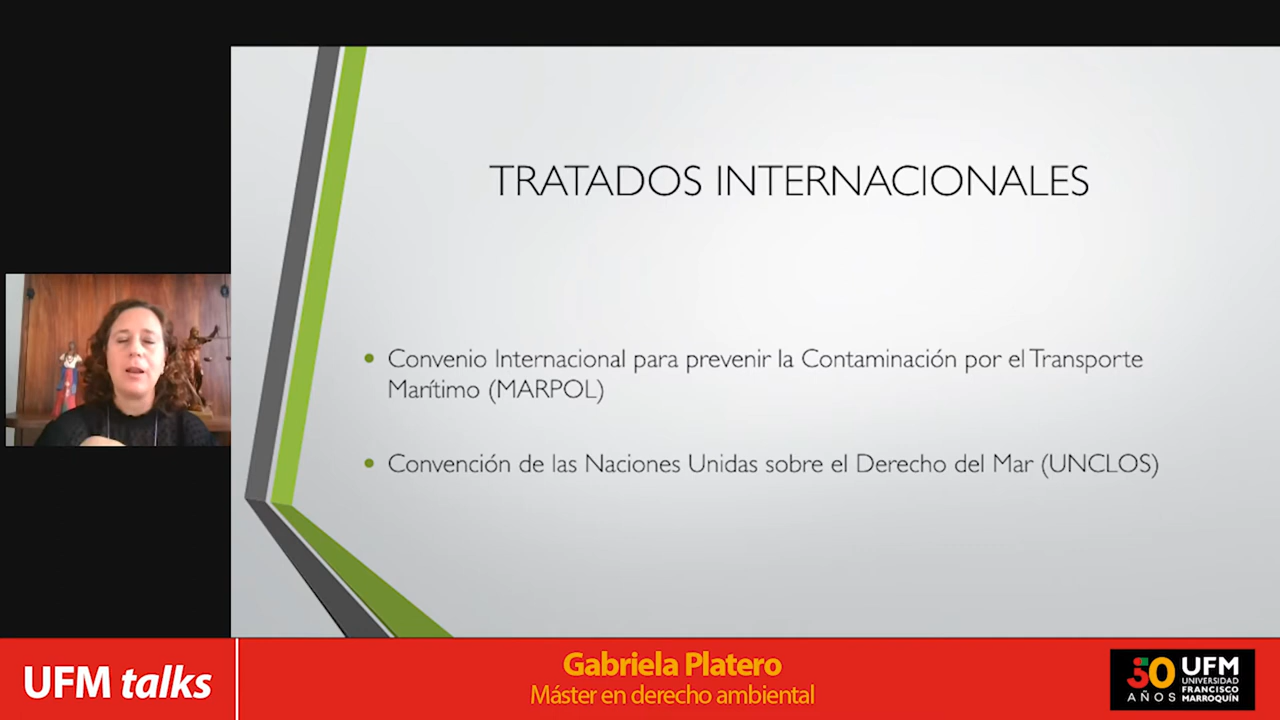 TRATADOS INTERNACIONALES
• Convenio Internacional para prevenir la Contaminación por el Transporte
Marítimo (MARPOL)
• Convención de las Naciones Unidas sobre el Derecho del Mar (UNCLOS)
UFM talks
Gabriela Platero
Máster en derecho ambiental
50
AÑOS
UFM
UNIVERSIDAD
FRANCISCO
MARROQUÍN